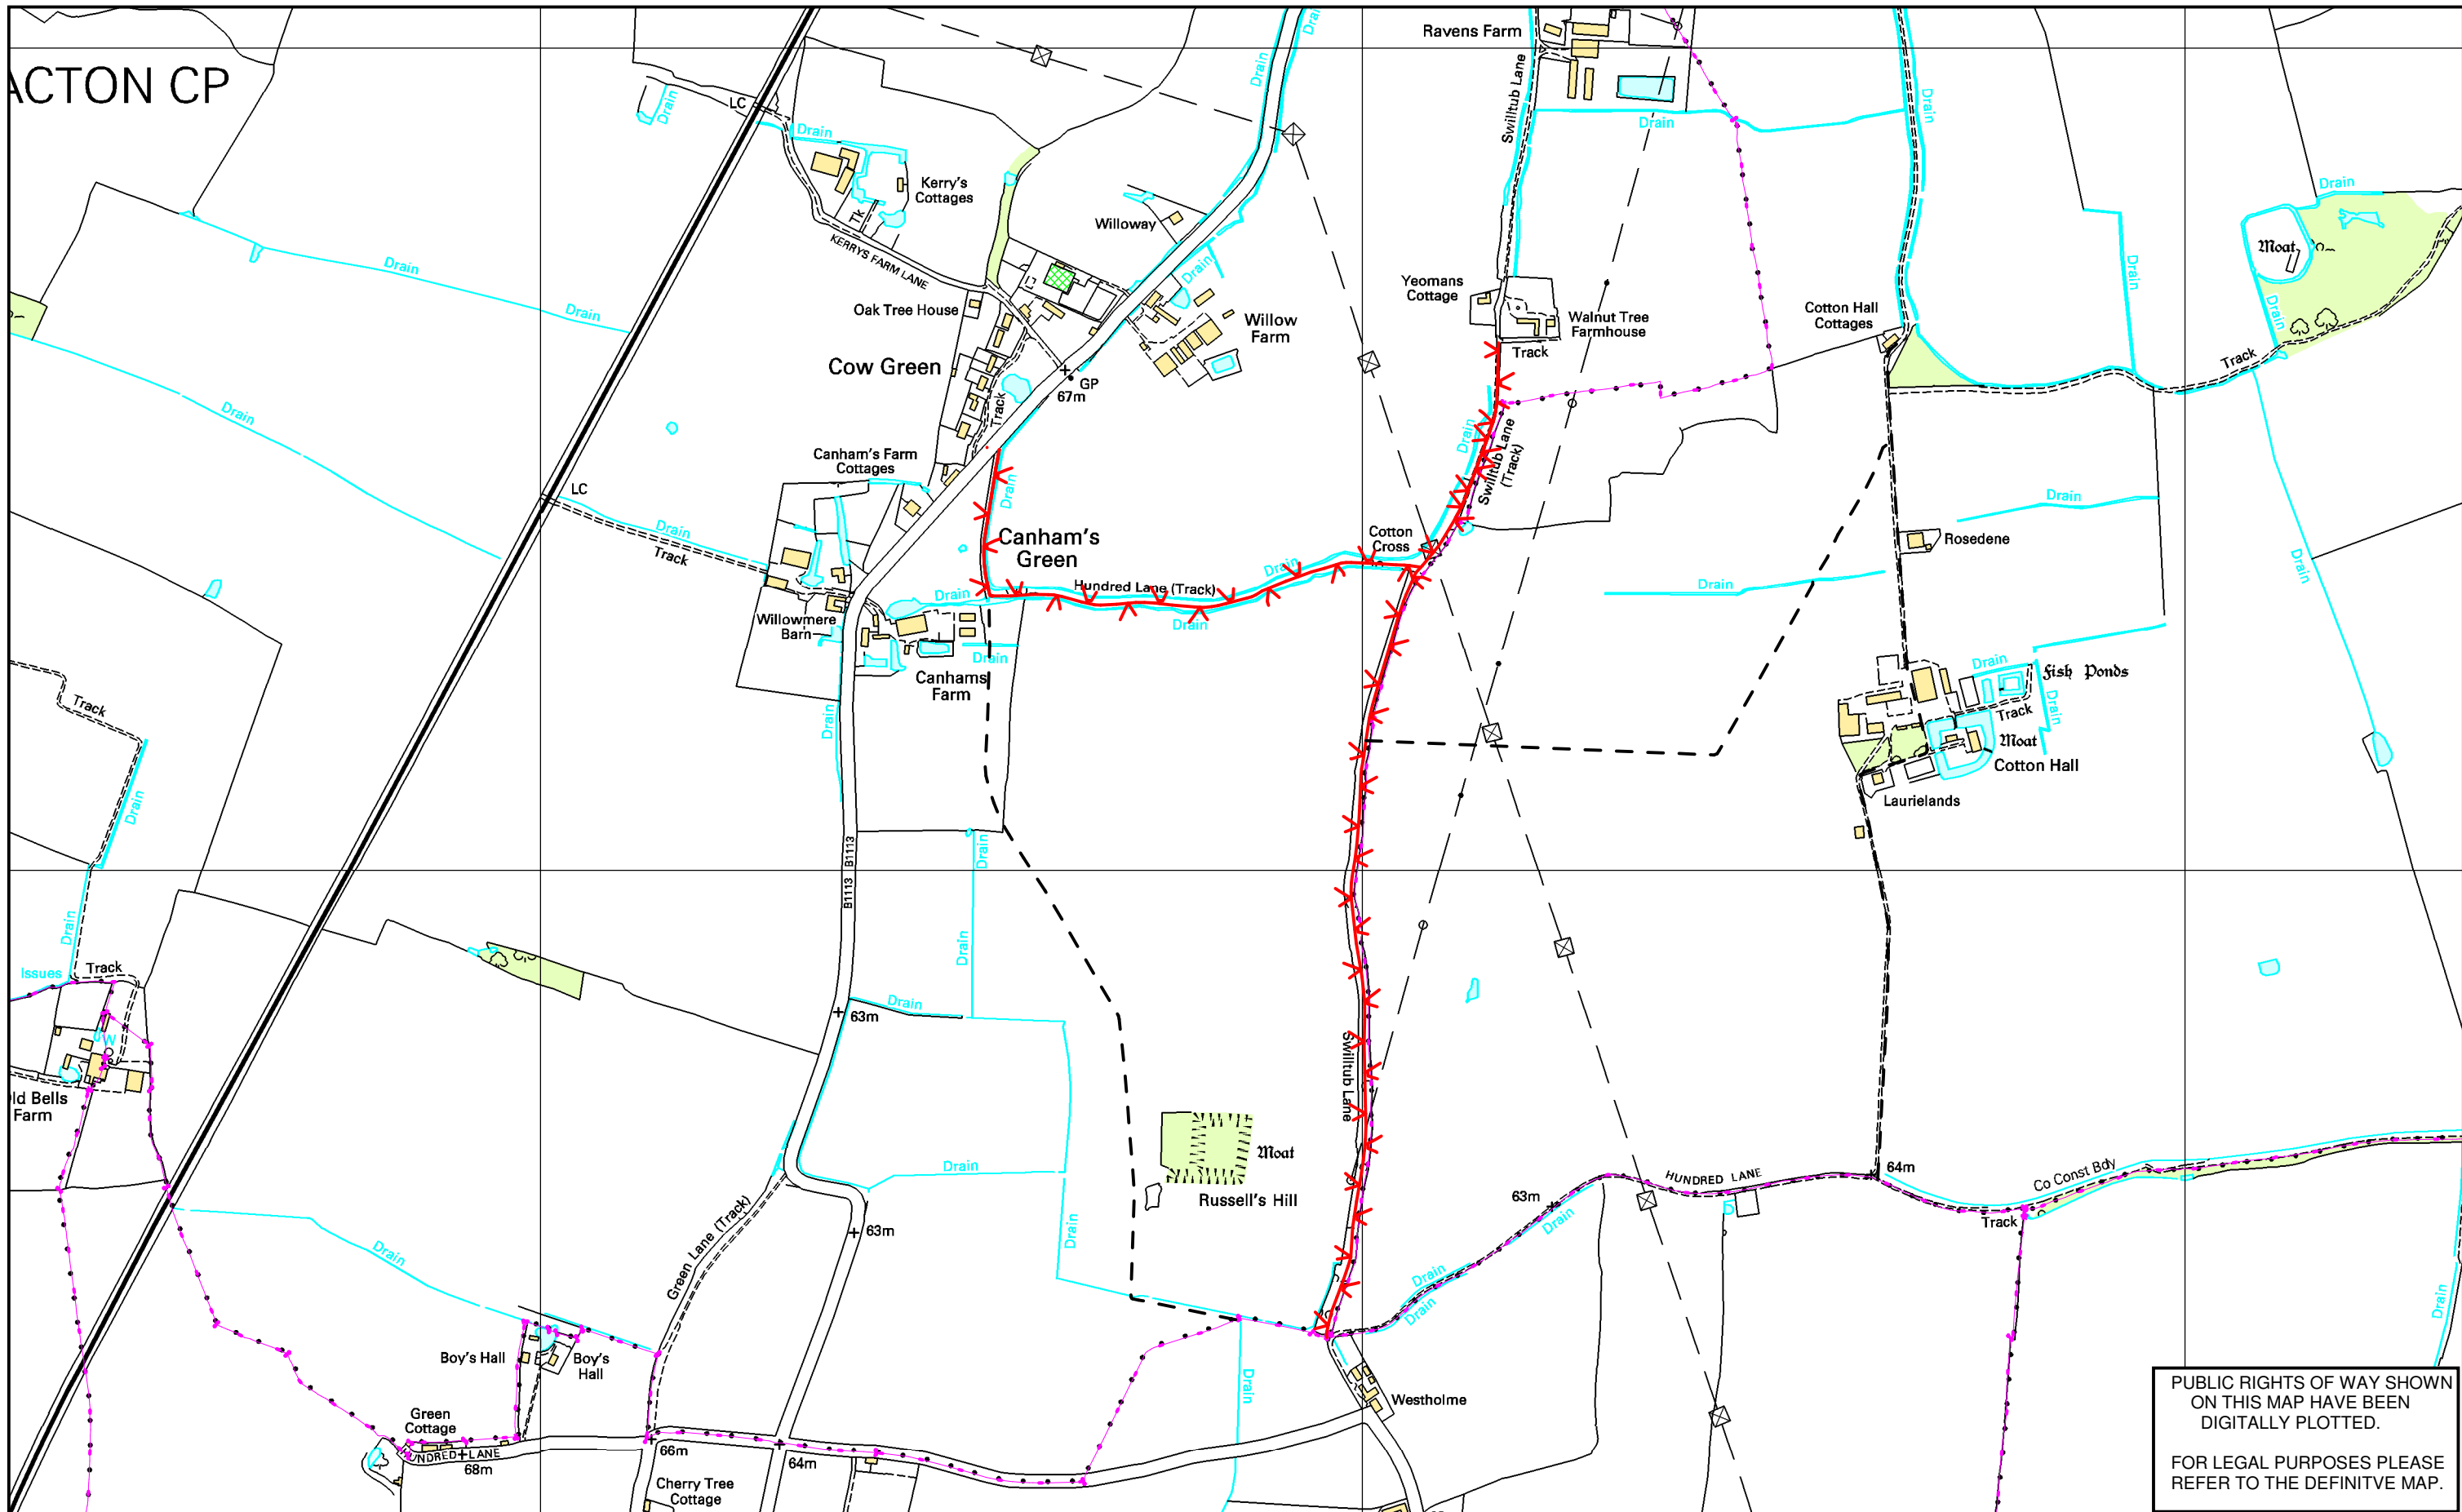 Ravens Farm
Drain
Drain
ACTON CP
LC
Drain
Drain
Swilltub Lane
Drain
Drain
Kerry's
Cottages
Tk
KERRYS FARM LANE
Willoway
Drain
Drain
Moat
Drain
Drain
Drain
Drain
Drain
Oak Tree House
Willow
Farm
Yeomans
Cottage
Walnut Tree
Farmhouse
Track
Cotton Hall
Cottages
Track
Cow Green
GP
67m
Track
Drain
Drain
Swilltub Lane
(Track)
Canham's Farm
Cottages
LC
Drain
Track
Drain
Canham's
Green
Cotton
Cross
Drain
Hundred Lane (Track)
Drain
Drain
Drain
Rosedene
Drain
Drain
Willowmere
Barn
Drain
Canhams
Farm
Drain
Track
Drain
Drain
Fish Ponds
Track
Drain
Moat
Cotton Hall
Laurielands
B1113
B1113
Drain
Drain
Drain
Issues
Track
W
Drain
63m
Old Bells
Farm
Swilltub Lane
Moat
Russell's Hill
Drain
Drain
63m
Green Lane (Track)
Drain
HUNDRED LANE
64m
63m
Drain
Co Const Bdy
Track
Drain
Drain
Drain
Drain
Boy's Hall
Boy's
Hall
Westholme
Green
Cottage
HUNDRED LANE
68m
66m
64m
Cherry Tree
Cottage
PUBLIC RIGHTS OF WAY SHOWN
ON THIS MAP HAVE BEEN
DIGITALLY PLOTTED.
FOR LEGAL PURPOSES PLEASE
REFER TO THE DEFINITVE MAP.